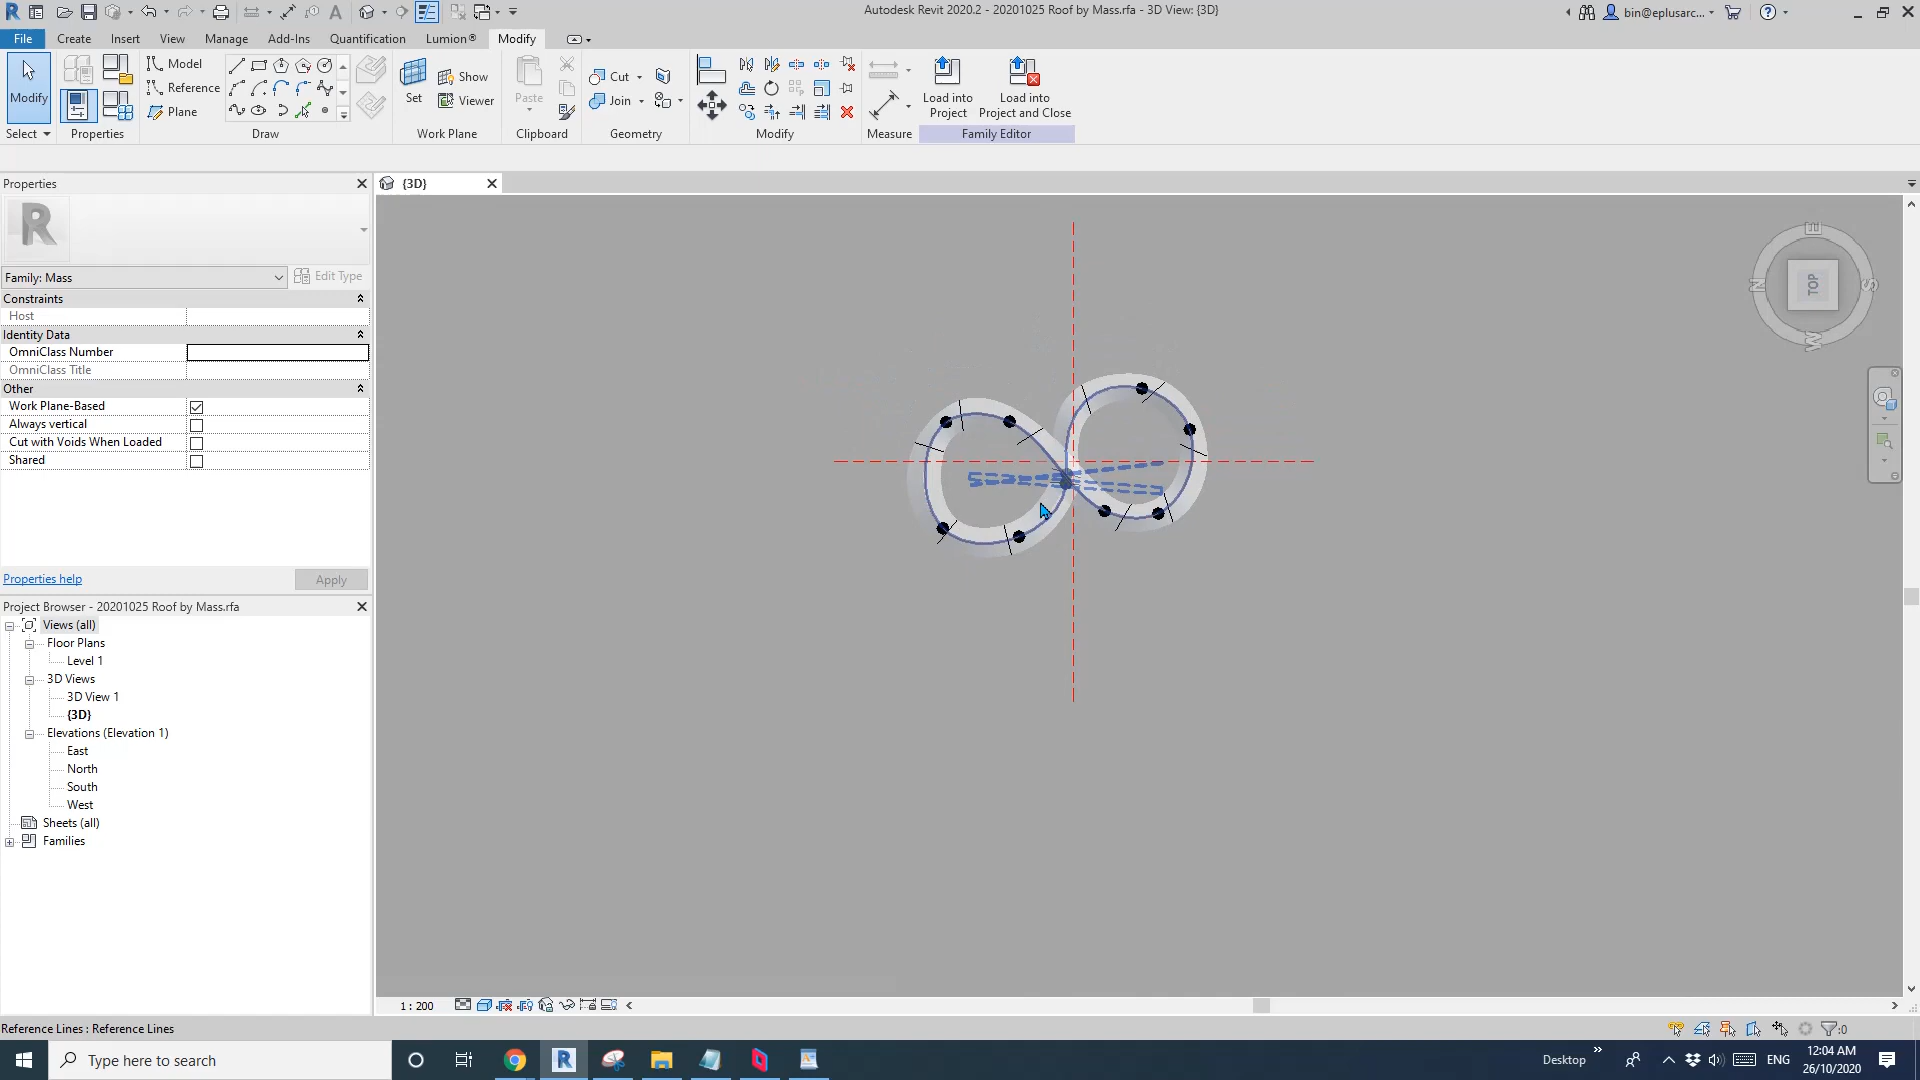 Autodesk Revit 2020.2 - 20201025 Roof by Mass.rfa - 3D View: {3D}
bin@eplusarc...
File Create Insert View Manage Add-Ins Quantification Lumion® Modify
Modify
Model
Reference
Plane
Set
Show
Viewer
Paste
Cut
Join
Load into
Project
Load into
Project and Close
Select Properties Draw Work Plane Clipboard Geometry Modify Measure Family Editor
Properties
{3D}
R
Family: Mass
Edit Type
Constraints
Host
Identity Data
OmniClass Number
OmniClass Title
Other
Work Plane-Based
Always vertical
Cut with Voids When Loaded
Shared
E
N
TOP
S
W
Properties help
Apply
Project Browser - 20201025 Roof by Mass.rfa
Views (all)
Floor Plans
Level 1
3D Views
3D View 1
{3D}
Elevations (Elevation 1)
East
North
South
West
Sheets (all)
Families
1 : 200
Reference Lines : Reference Lines
:0
Type here to search
Desktop
ENG
12:04 AM
26/10/2020